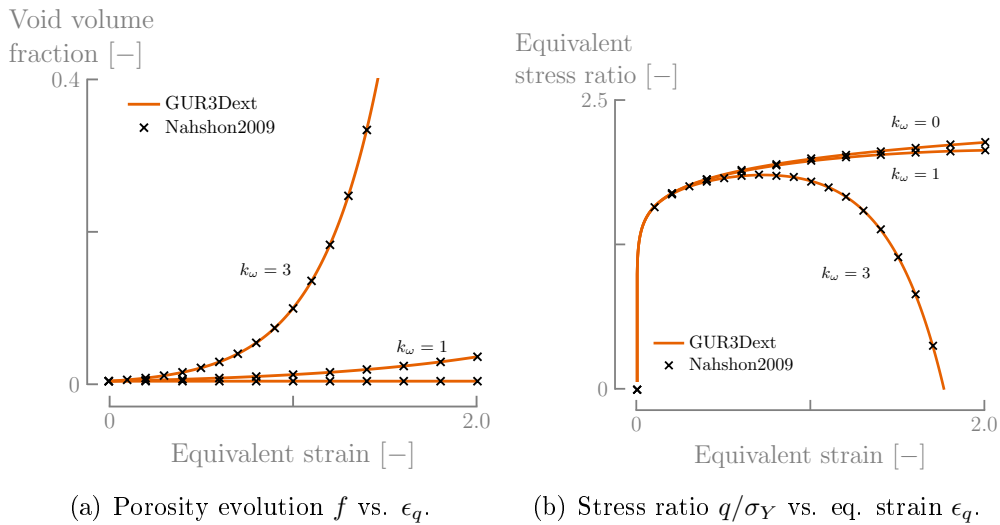 Void volume
fraction [−]
0.4
GUR3Dext
Nahshon2009
k_ω = 3
k_ω = 1
0
0
2.0
Equivalent strain [−]
(a) Porosity evolution f vs. ϵ_q.
Equivalent
stress ratio [−]
2.5
k_ω = 0
k_ω = 1
k_ω = 3
GUR3Dext
Nahshon2009
0
0
2.0
Equivalent strain [−]
(b) Stress ratio q/σ_Y vs. eq. strain ϵ_q.